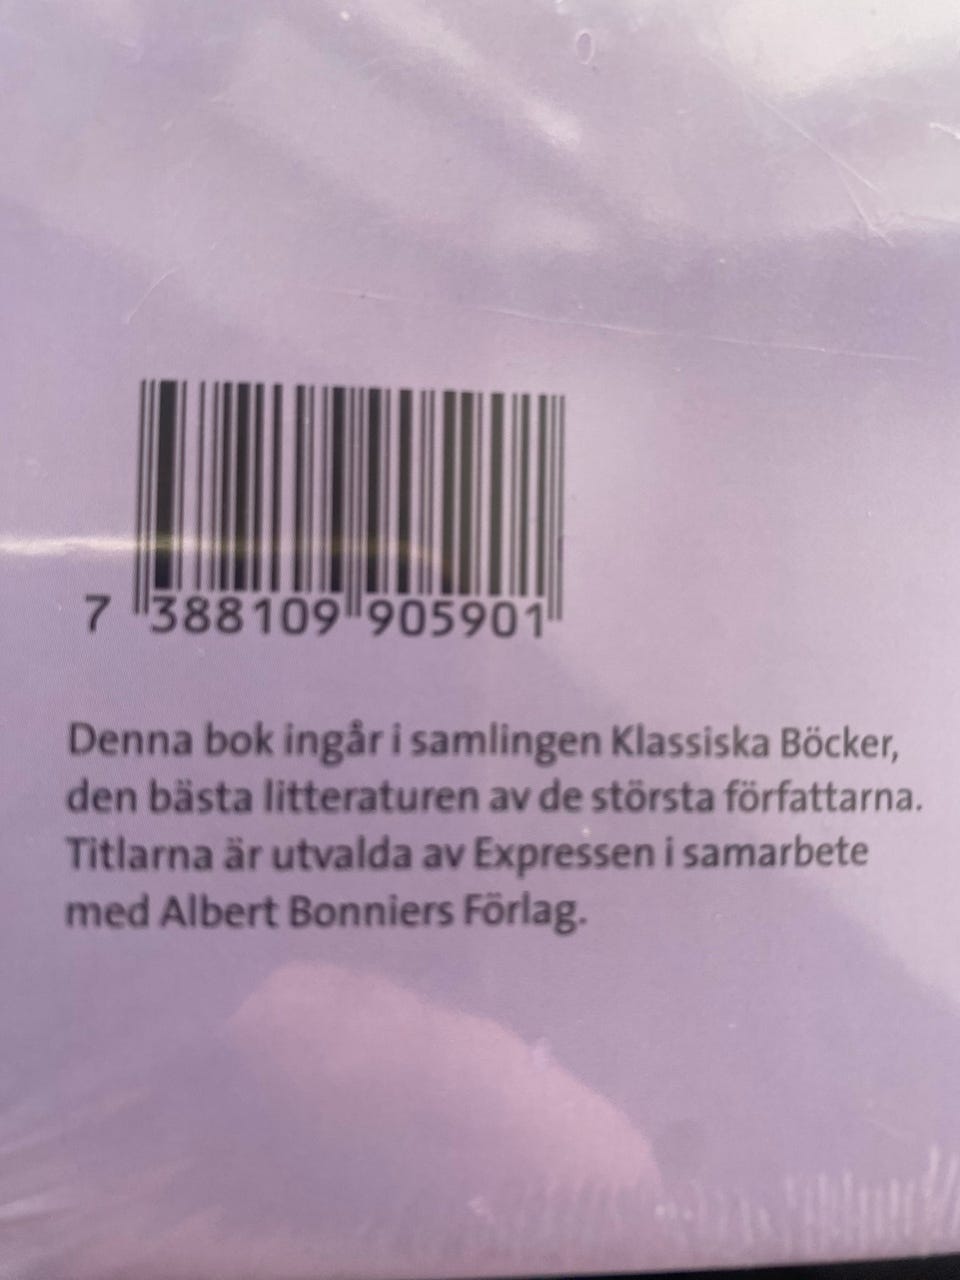 7 388109 905901
Denna bok ingår i samlingen Klassiska Böcker,
den bästa litteraturen av de största författarna.
Titlarna är utvalda av Expressen i samarbete
med Albert Bonniers Förlag.